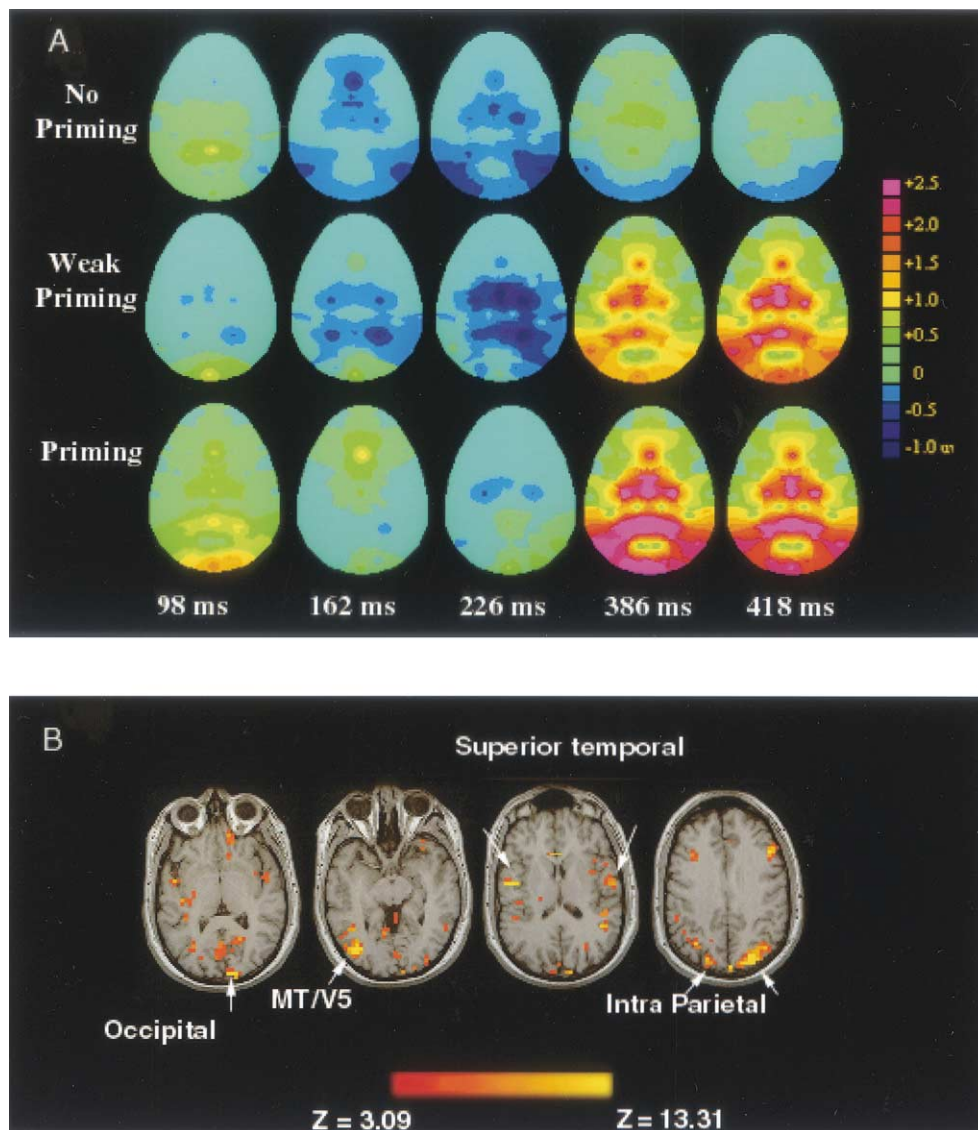 A
No
Priming
Weak
Priming
Priming
98 ms
162 ms
226 ms
386 ms
418 ms
+2.5
+2.0
+1.5
+1.0
+0.5
0
-0.5
-1.0 uv
B
Superior temporal
MT/V5
Intra Parietal
Occipital
Z = 3.09
Z = 13.31